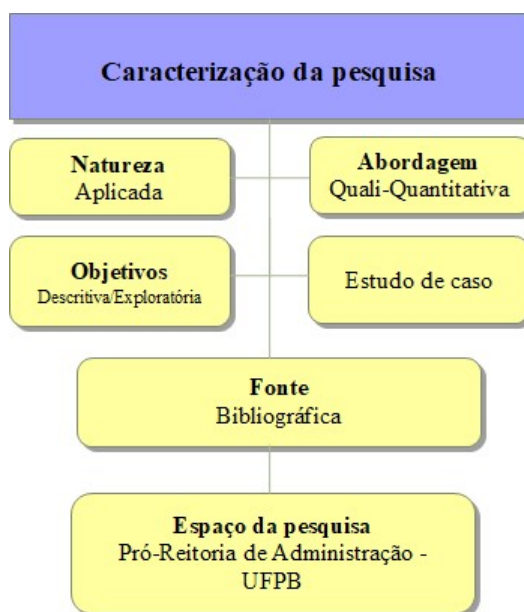 Caracterização da pesquisa
Natureza
Aplicada
Abordagem
Quali-Quantitativa
Objetivos
Descritiva/Exploratória
Estudo de caso
Fonte
Bibliográfica
Espaço da pesquisa
Pró-Reitoria de Administração -
UFPB